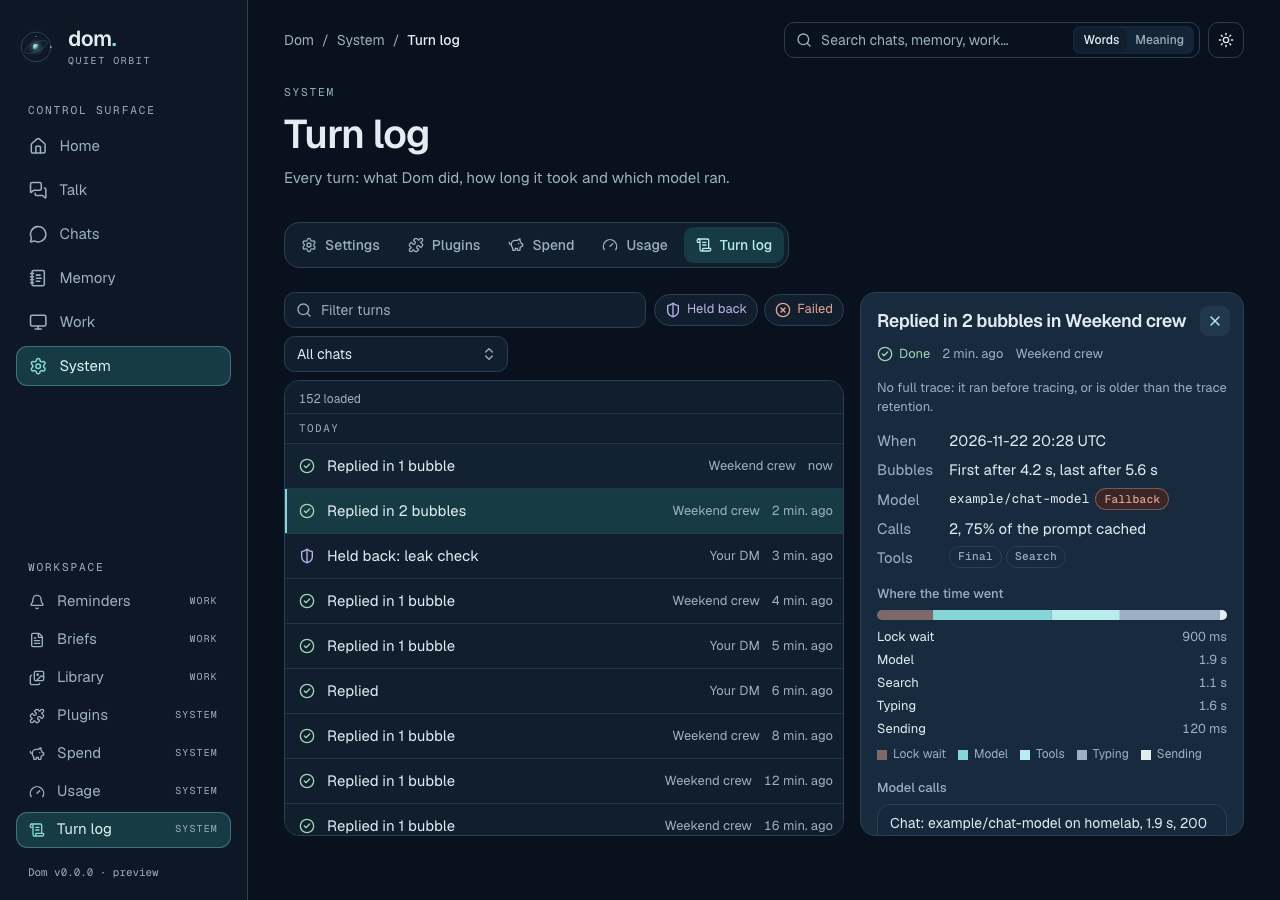 dom.
QUIET ORBIT
CONTROL SURFACE
Home
Talk
Chats
Memory
Work
System
WORKSPACE
Reminders WORK
Briefs WORK
Library WORK
Plugins SYSTEM
Spend SYSTEM
Usage SYSTEM
Turn log SYSTEM
Dom v0.0.0 · preview
Dom / System / Turn log
Search chats, memory, work…
Words Meaning
SYSTEM
Turn log
Every turn: what Dom did, how long it took and which model ran.
Settings Plugins Spend Usage Turn log
Filter turns
Held back Failed
All chats
152 loaded
TODAY
Replied in 1 bubble Weekend crew now
Replied in 2 bubbles Weekend crew 2 min. ago
Held back: leak check Your DM 3 min. ago
Replied in 1 bubble Weekend crew 4 min. ago
Replied in 1 bubble Your DM 5 min. ago
Replied Your DM 6 min. ago
Replied in 1 bubble Weekend crew 8 min. ago
Replied in 1 bubble Weekend crew 12 min. ago
Replied in 1 bubble Weekend crew 16 min. ago
Replied in 2 bubbles in Weekend crew
Done 2 min. ago Weekend crew
No full trace: it ran before tracing, or is older than the trace
retention.
When 2026-11-22 20:28 UTC
Bubbles First after 4.2 s, last after 5.6 s
Model example/chat-model Fallback
Calls 2, 75% of the prompt cached
Tools Final Search
Where the time went
Lock wait 900 ms
Model 1.9 s
Search 1.1 s
Typing 1.6 s
Sending 120 ms
Lock wait Model Tools Typing Sending
Model calls
Chat: example/chat-model on homelab, 1.9 s, 200